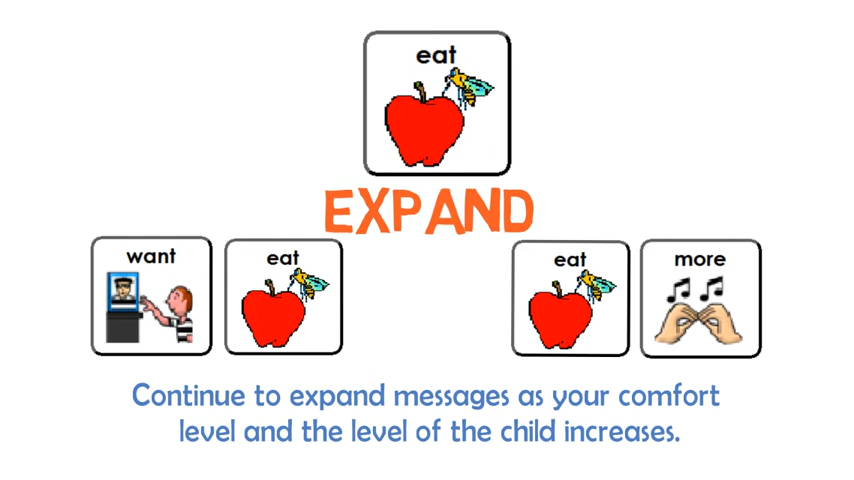 eat
EXPAND
want eat eat more
Continue to expand messages as your comfort
level and the level of the child increases.